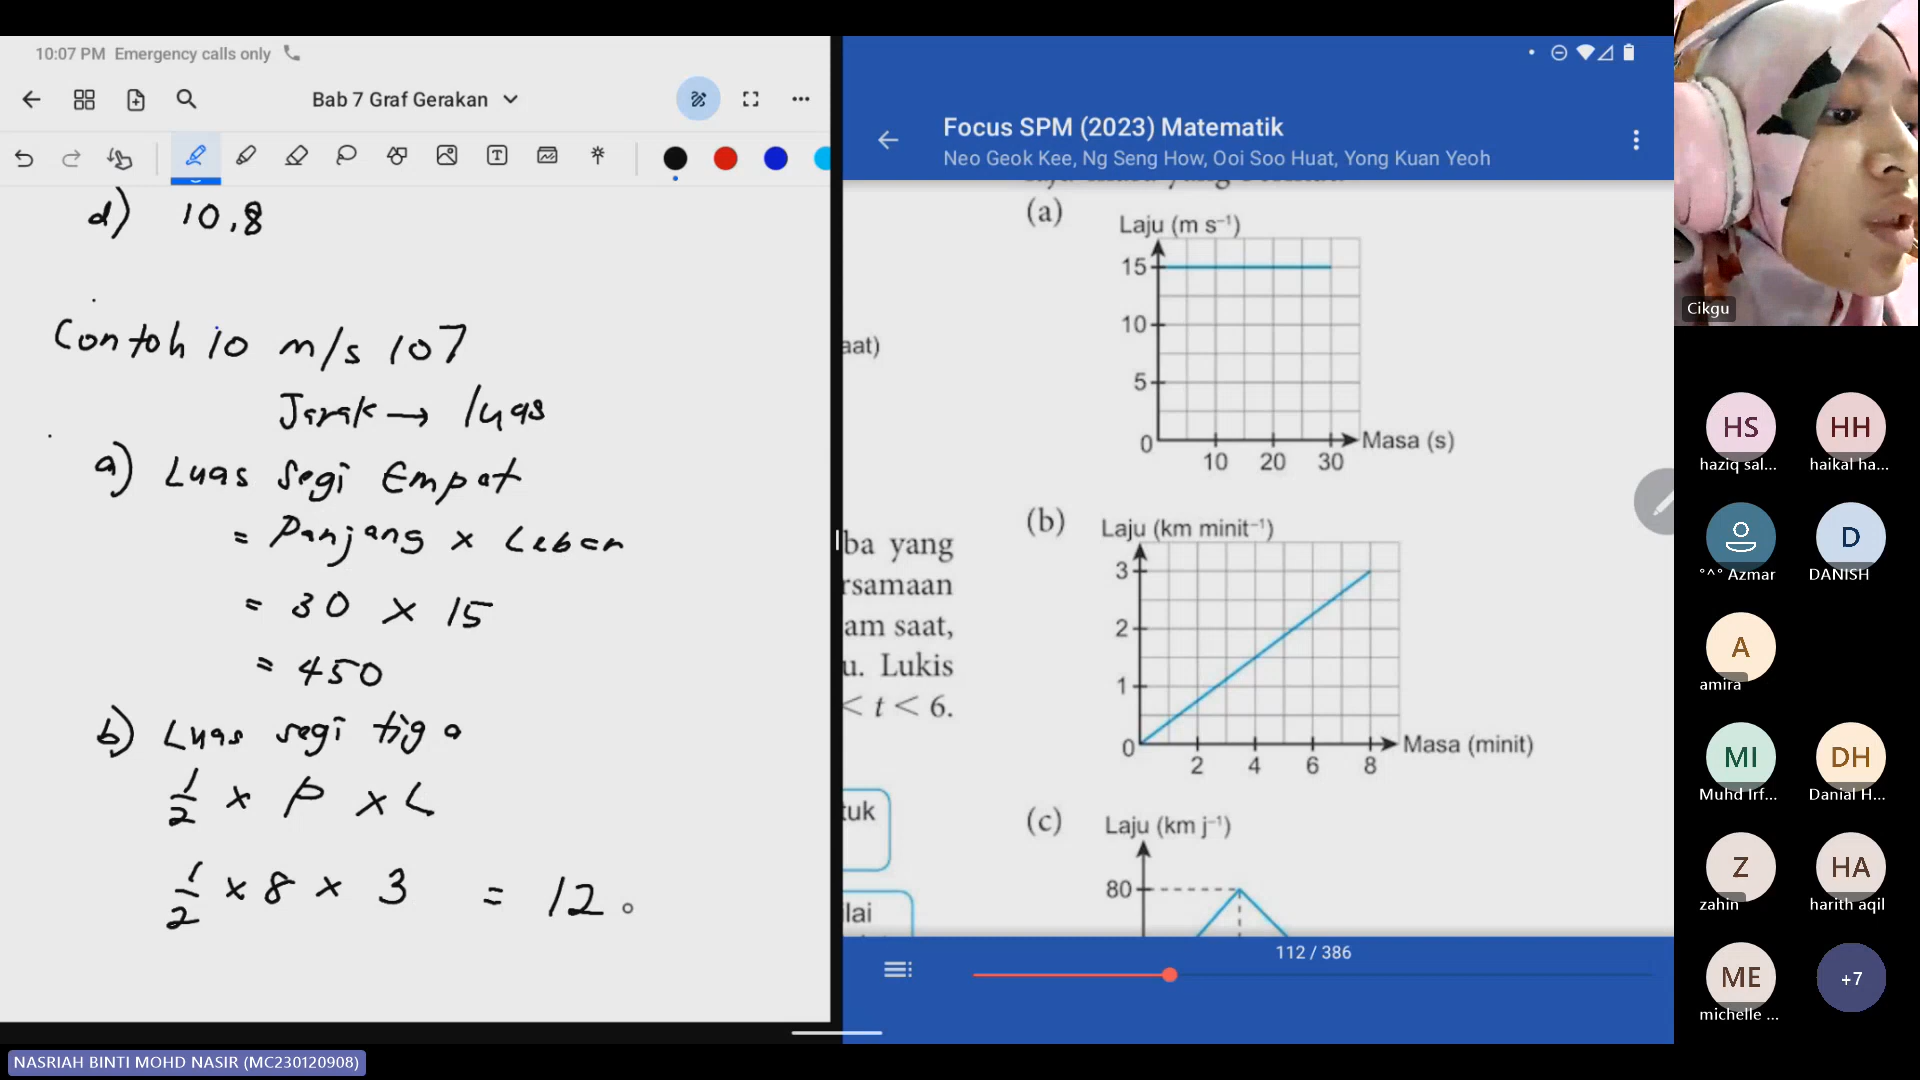 10:07 PM Emergency calls only
Bab 7 Graf Gerakan
d) 10.8
Contoh 10 m/s 107
Jarak → luas
a) Luas segi Empat
= Panjang × Lebar
= 30 × 15
= 450
b) Luas segi tiga
1/2 × P × L
1/2 × 8 × 3 = 12
Focus SPM (2023) Matematik
Neo Geok Kee, Ng Seng How, Ooi Soo Huat, Yong Kuan Yeoh
aat)
ba yang
rsamaan
am saat,
u. Lukis
< t < 6.
tuk
lai
(a)
Laju (m s⁻¹)
15
10
5
0
10 20 30
Masa (s)
(b)
Laju (km minit⁻¹)
3
2
1
0
2 4 6 8
Masa (minit)
(c)
Laju (km j⁻¹)
80
112 / 386
Cikgu
HS HH
haziq sal... haikal ha...
D
°^° Azmar DANISH
A
amira
MI DH
Muhd Irf... Danial H...
Z HA
zahin harith aqil
ME +7
michelle ...
NASRIAH BINTI MOHD NASIR (MC230120908)